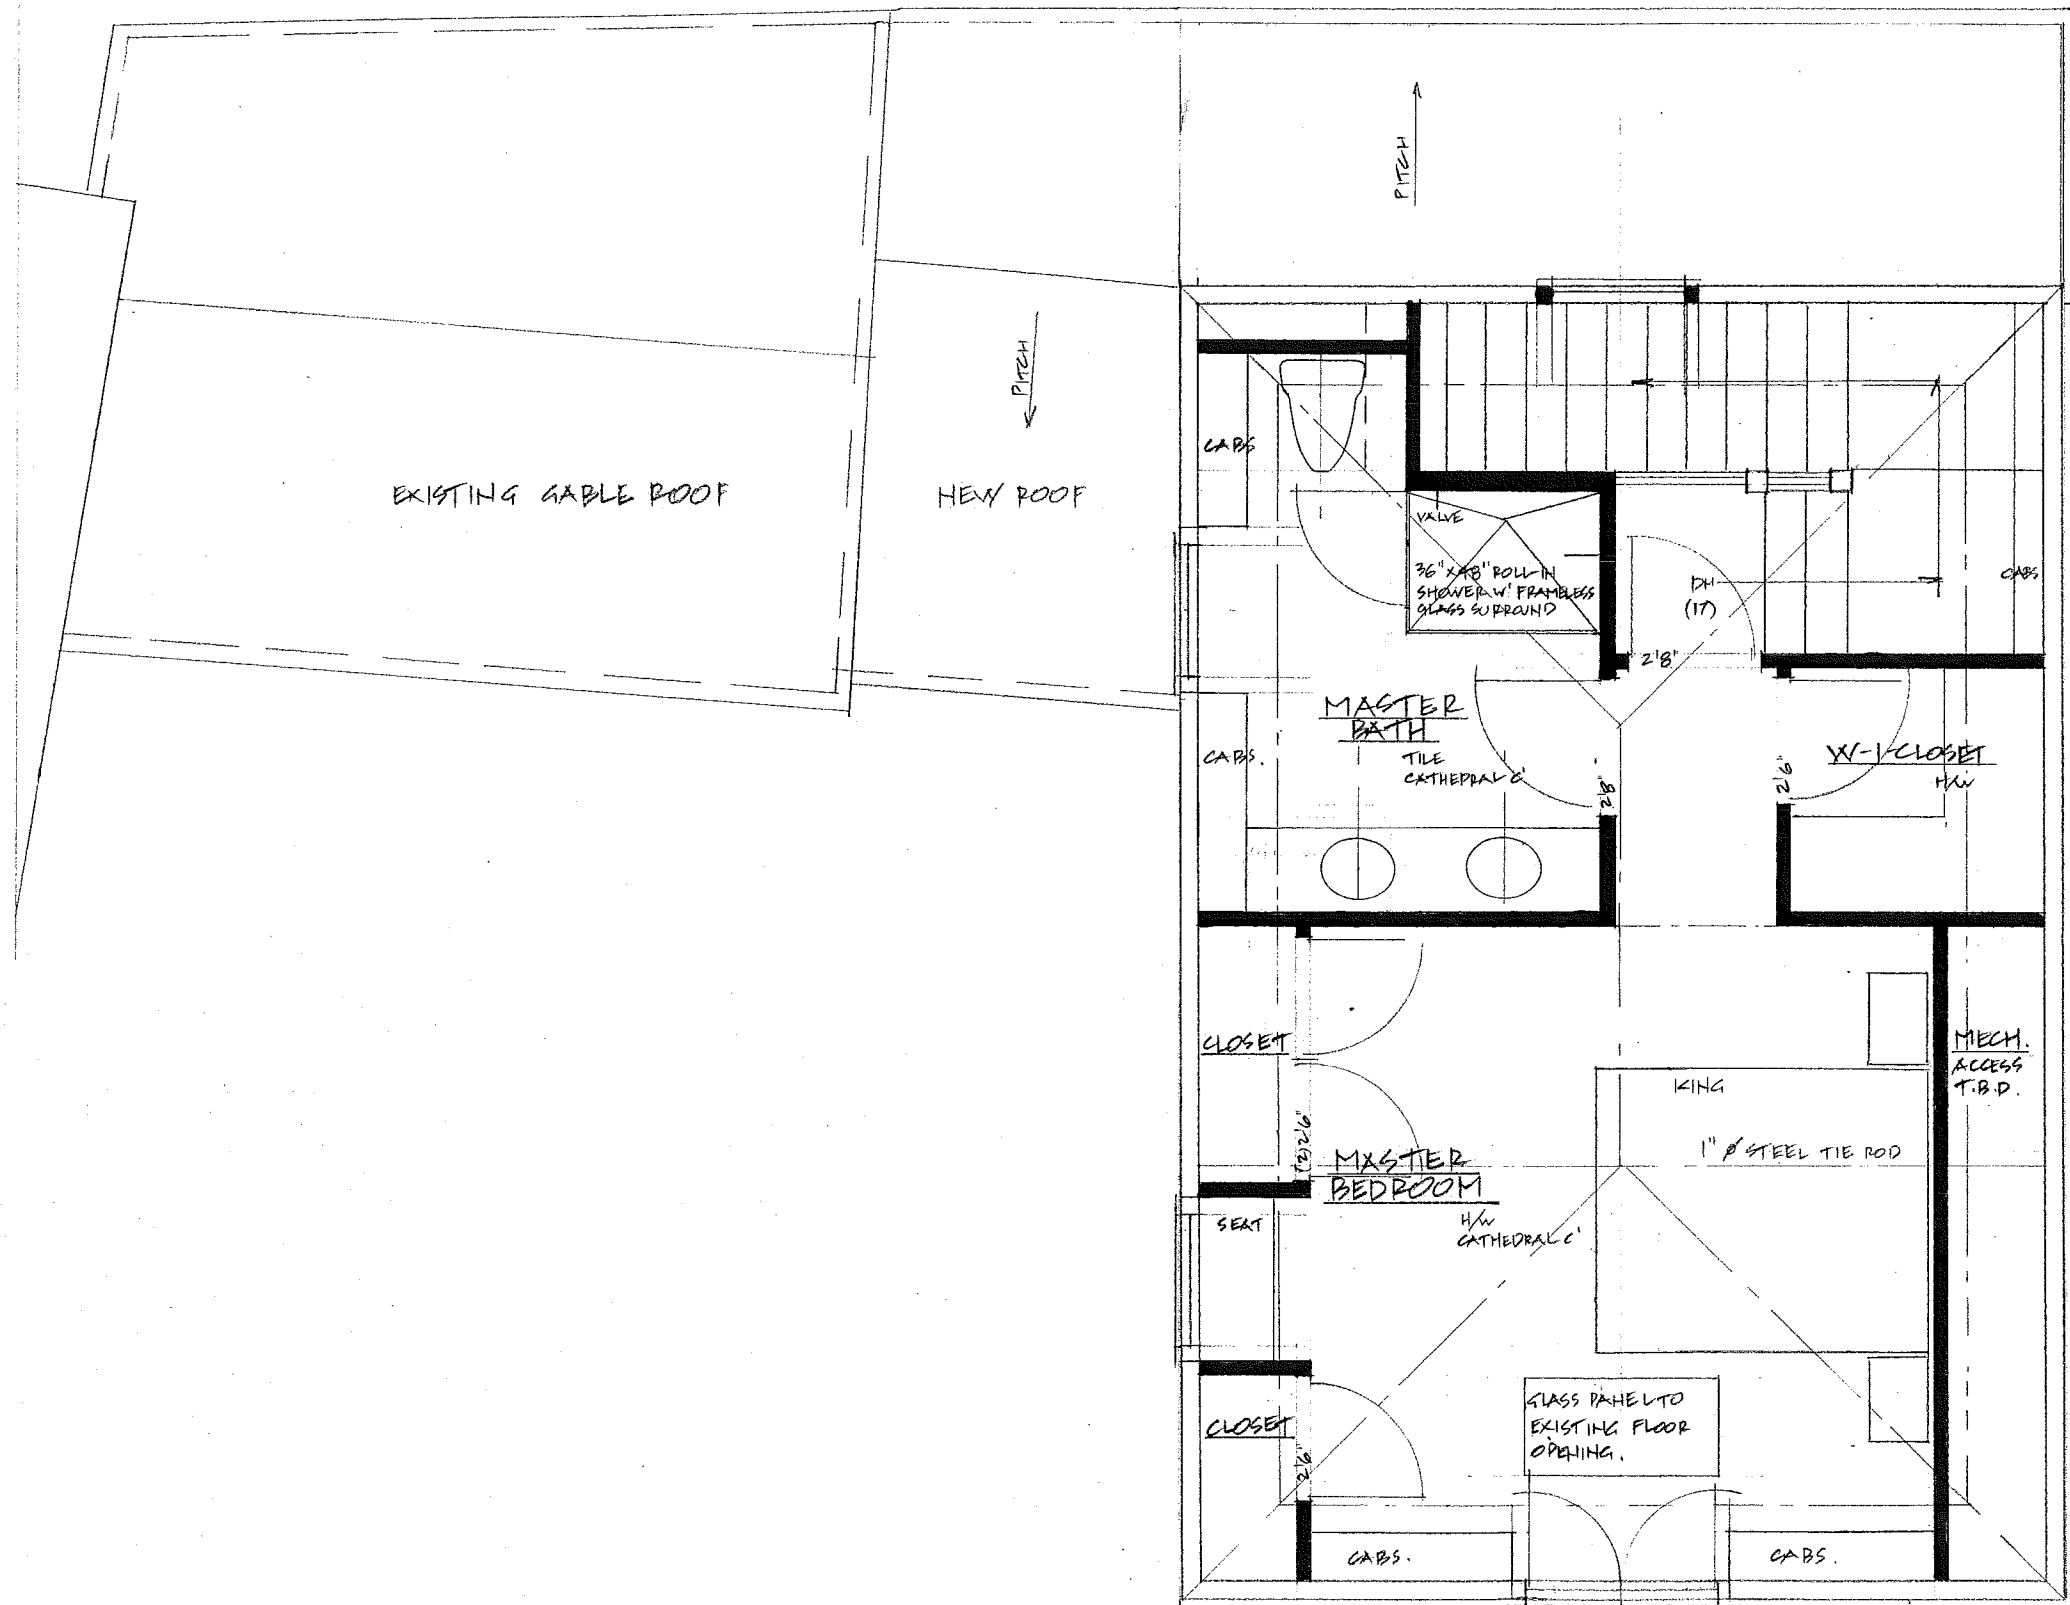 PITCH
PITCH
EXISTING GABLE ROOF
NEW ROOF
CABS
VALVE
36"X48" ROLL-IN
SHOWER W' FRAMELESS
GLASS SURROUND
DN
(17)
CABS
2'8"
MASTER
BATH
TILE
CATHEDRAL C'
CABS.
2'8"
2'6"
W-I-CLOSET
H/W
CLOSET
MECH.
ACCESS
T.B.D.
KING
(2) 2'6"
1" Ø STEEL TIE ROD
MASTER
BEDROOM
H/W
CATHEDRAL C'
SEAT
GLASS PANEL TO
EXISTING FLOOR
OPENING.
CLOSET
2'6"
CABS.
CABS.